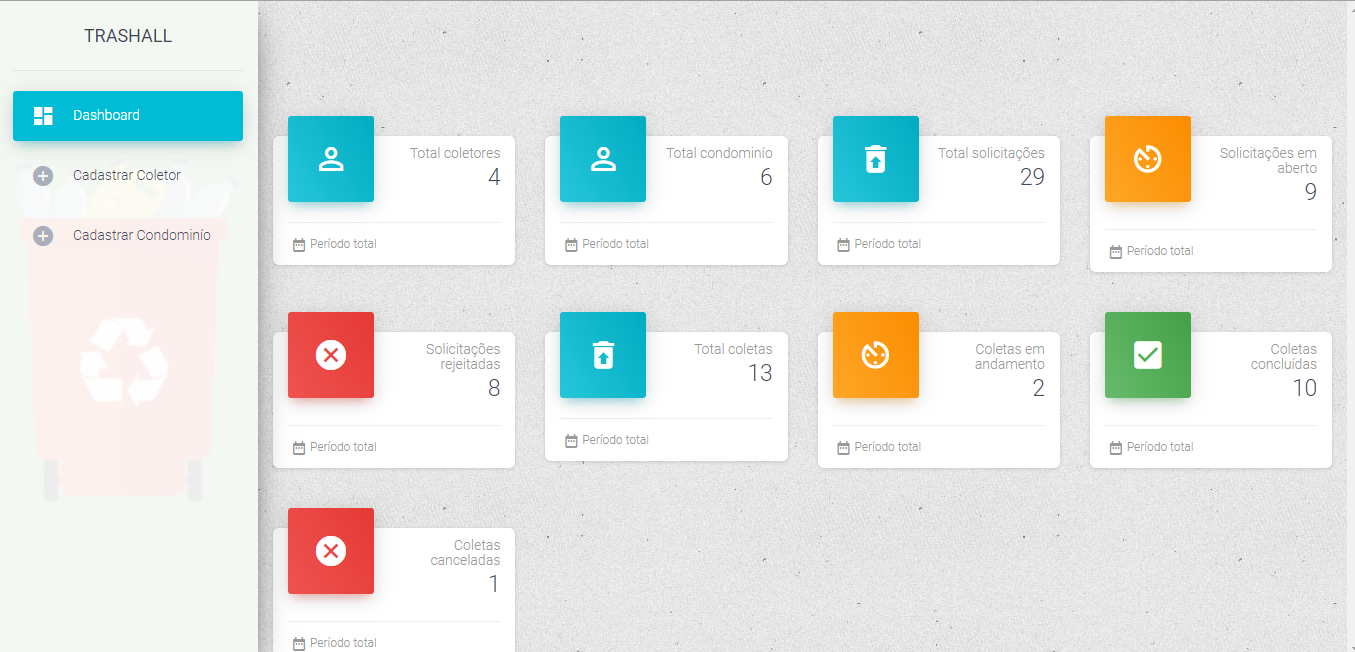 TRASHALL
Dashboard
Cadastrar Coletor
Cadastrar Condominío
Total coletores
4
Período total
Total condominío
6
Período total
Total solicitações
29
Período total
Solicitações em
aberto
9
Período total
Solicitações
rejeitadas
8
Período total
Total coletas
13
Período total
Coletas em
andamento
2
Período total
Coletas
concluídas
10
Período total
Coletas
canceladas
1
Período total